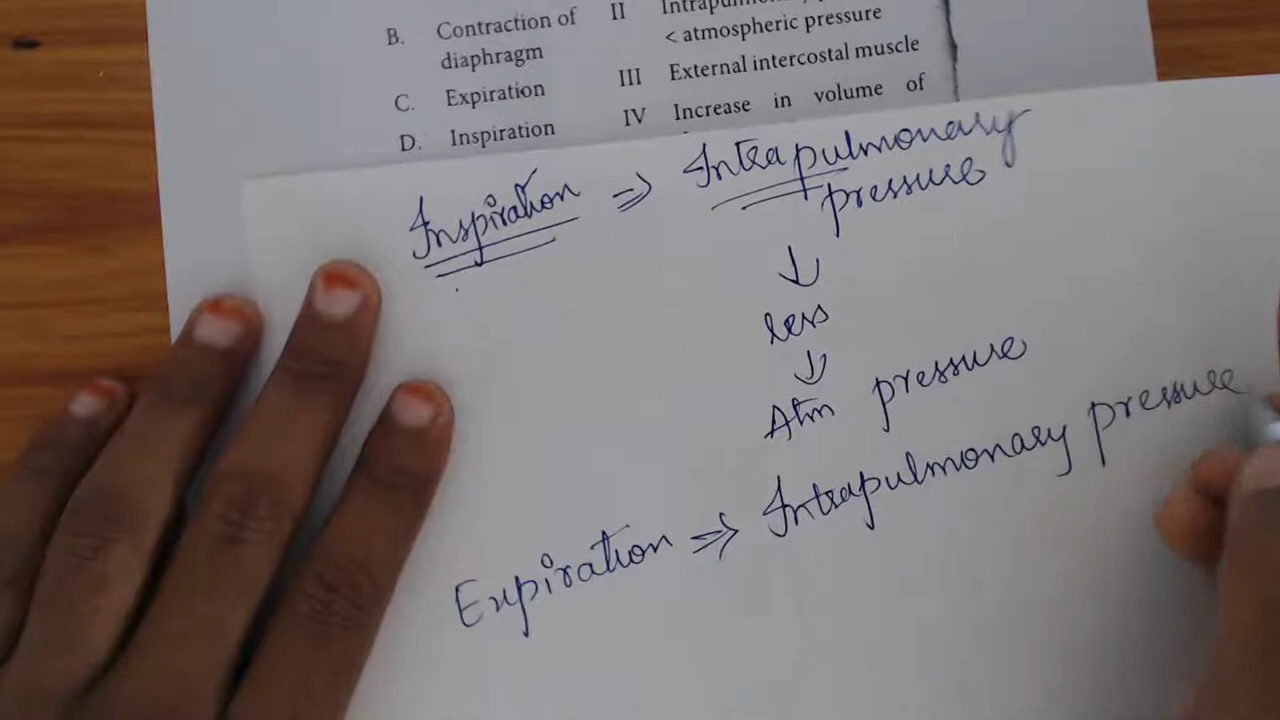 B. Contraction of diaphragm
II
< atmospheric pressure
C. Expiration
III External intercostal muscle
D. Inspiration
IV Increase in volume of
Inspiration ⇒ Intrapulmonary pressure
↓
less
↓
Atm pressure
Expiration ⇒ Intrapulmonary pressure